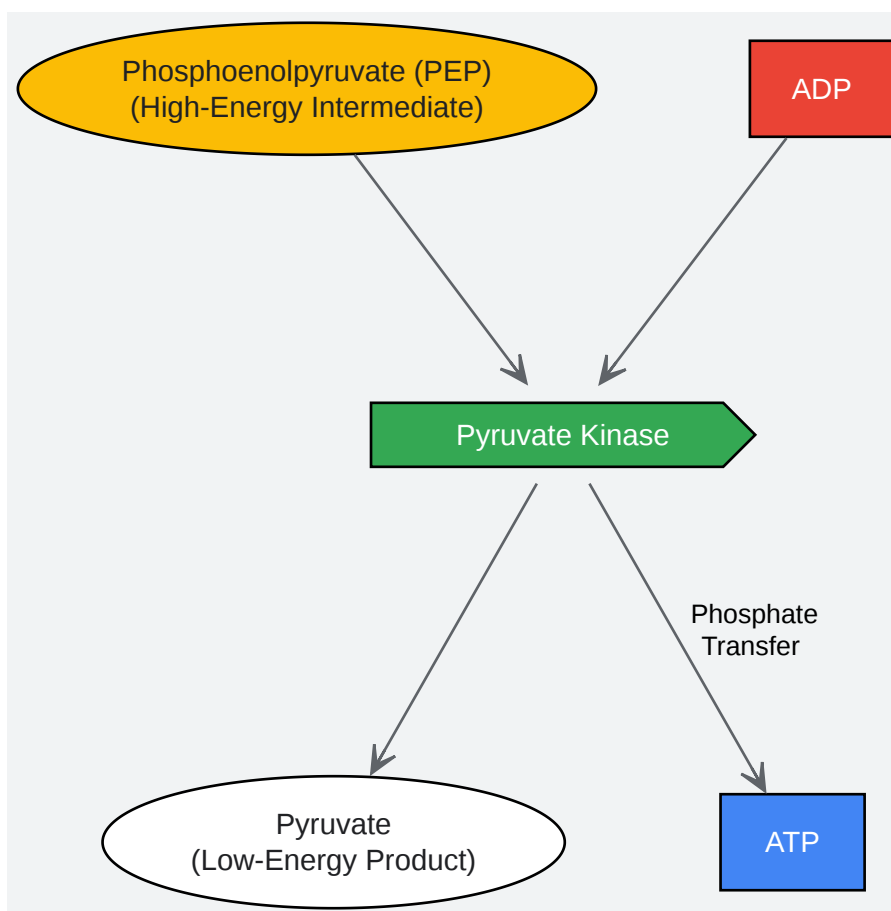 Phosphoenolpyruvate (PEP)
(High-Energy Intermediate)
ADP
Pyruvate Kinase
Phosphate
Transfer
Pyruvate
(Low-Energy Product)
ATP